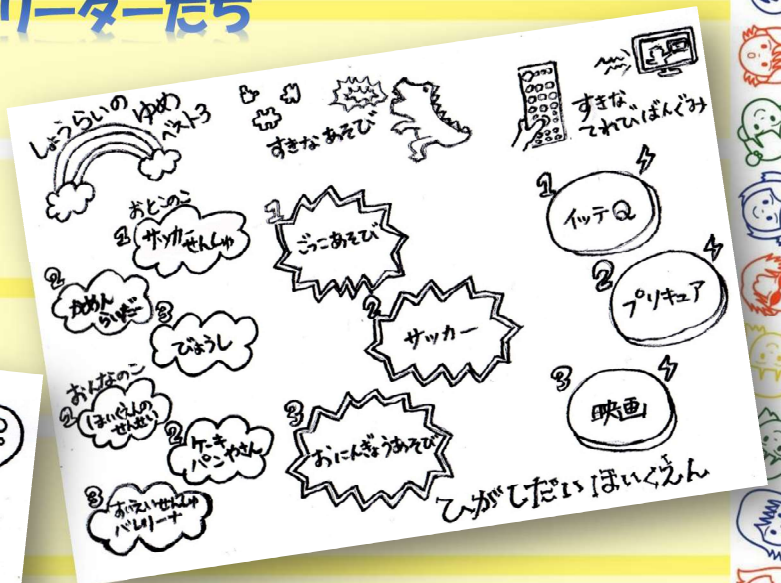 リーダーたち
しょうらいの ゆめ
ベスト3
おとこのこ
1 サッカーせんしゅ
2 かめん
らいだー
3 びようし
おんなのこ
1 ほいくえんの
せんせい
2 ケーキ
パンやさん
3 すいえいせんしゅ
バレリーナ
すきな あそび
1 ごっこあそび
2 サッカー
3 おにんぎょうあそび
すきな
てれびばんぐみ
1 イッテQ
2 プリキュア
3 映画
ひがしだいほいくえん